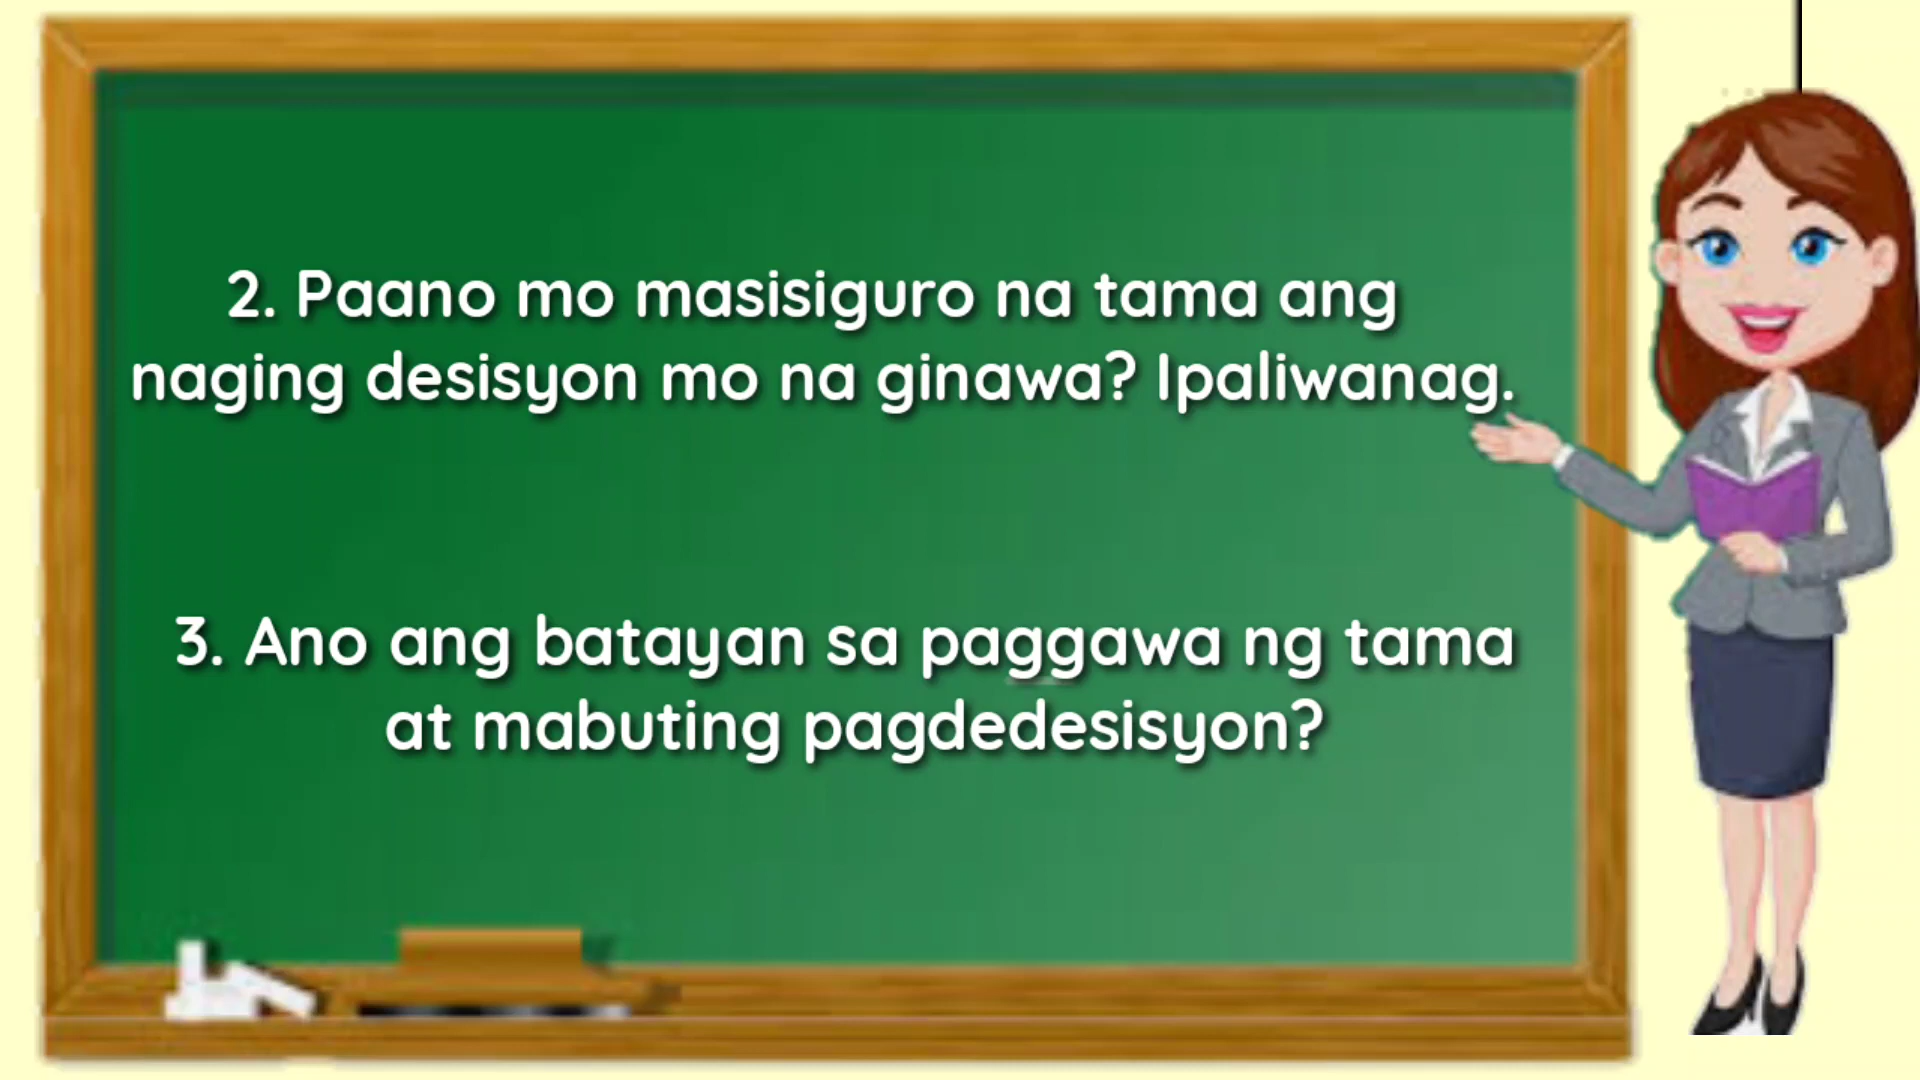 2. Paano mo masisiguro na tama ang
naging desisyon mo na ginawa? Ipaliwanag.
3. Ano ang batayan sa paggawa ng tama
at mabuting pagdedesisyon?